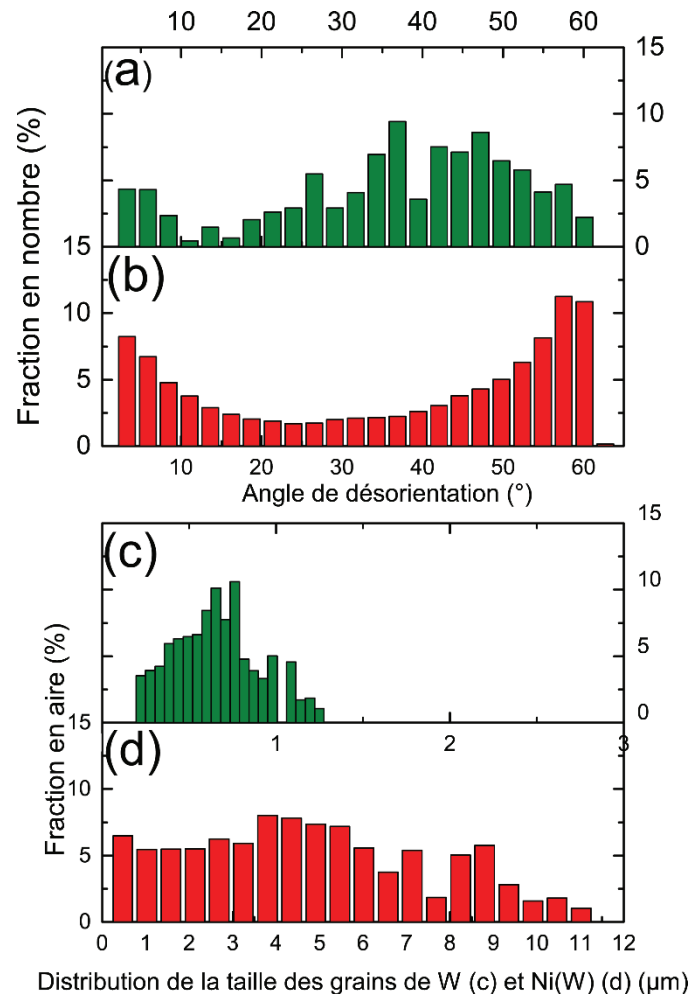 10 20 30 40 50 60
(a)
15
10
5
0
Fraction en nombre (%)
(b)
15
10
5
0
10 20 30 40 50 60
Angle de désorientation (°)
(c)
15
10
5
0
1 2 3
Fraction en aire (%)
(d)
15
10
5
0
0 1 2 3 4 5 6 7 8 9 10 11 12
Distribution de la taille des grains de W (c) et Ni(W) (d) (µm)